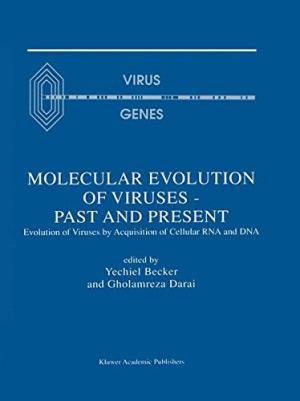 VIRUS
GENES
MOLECULAR EVOLUTION
OF VIRUSES -
PAST AND PRESENT
Evolution of Viruses by Acquisition of Cellular RNA and DNA
edited by
Yechiel Becker
and Gholamreza Darai
Kluwer Academic Publishers